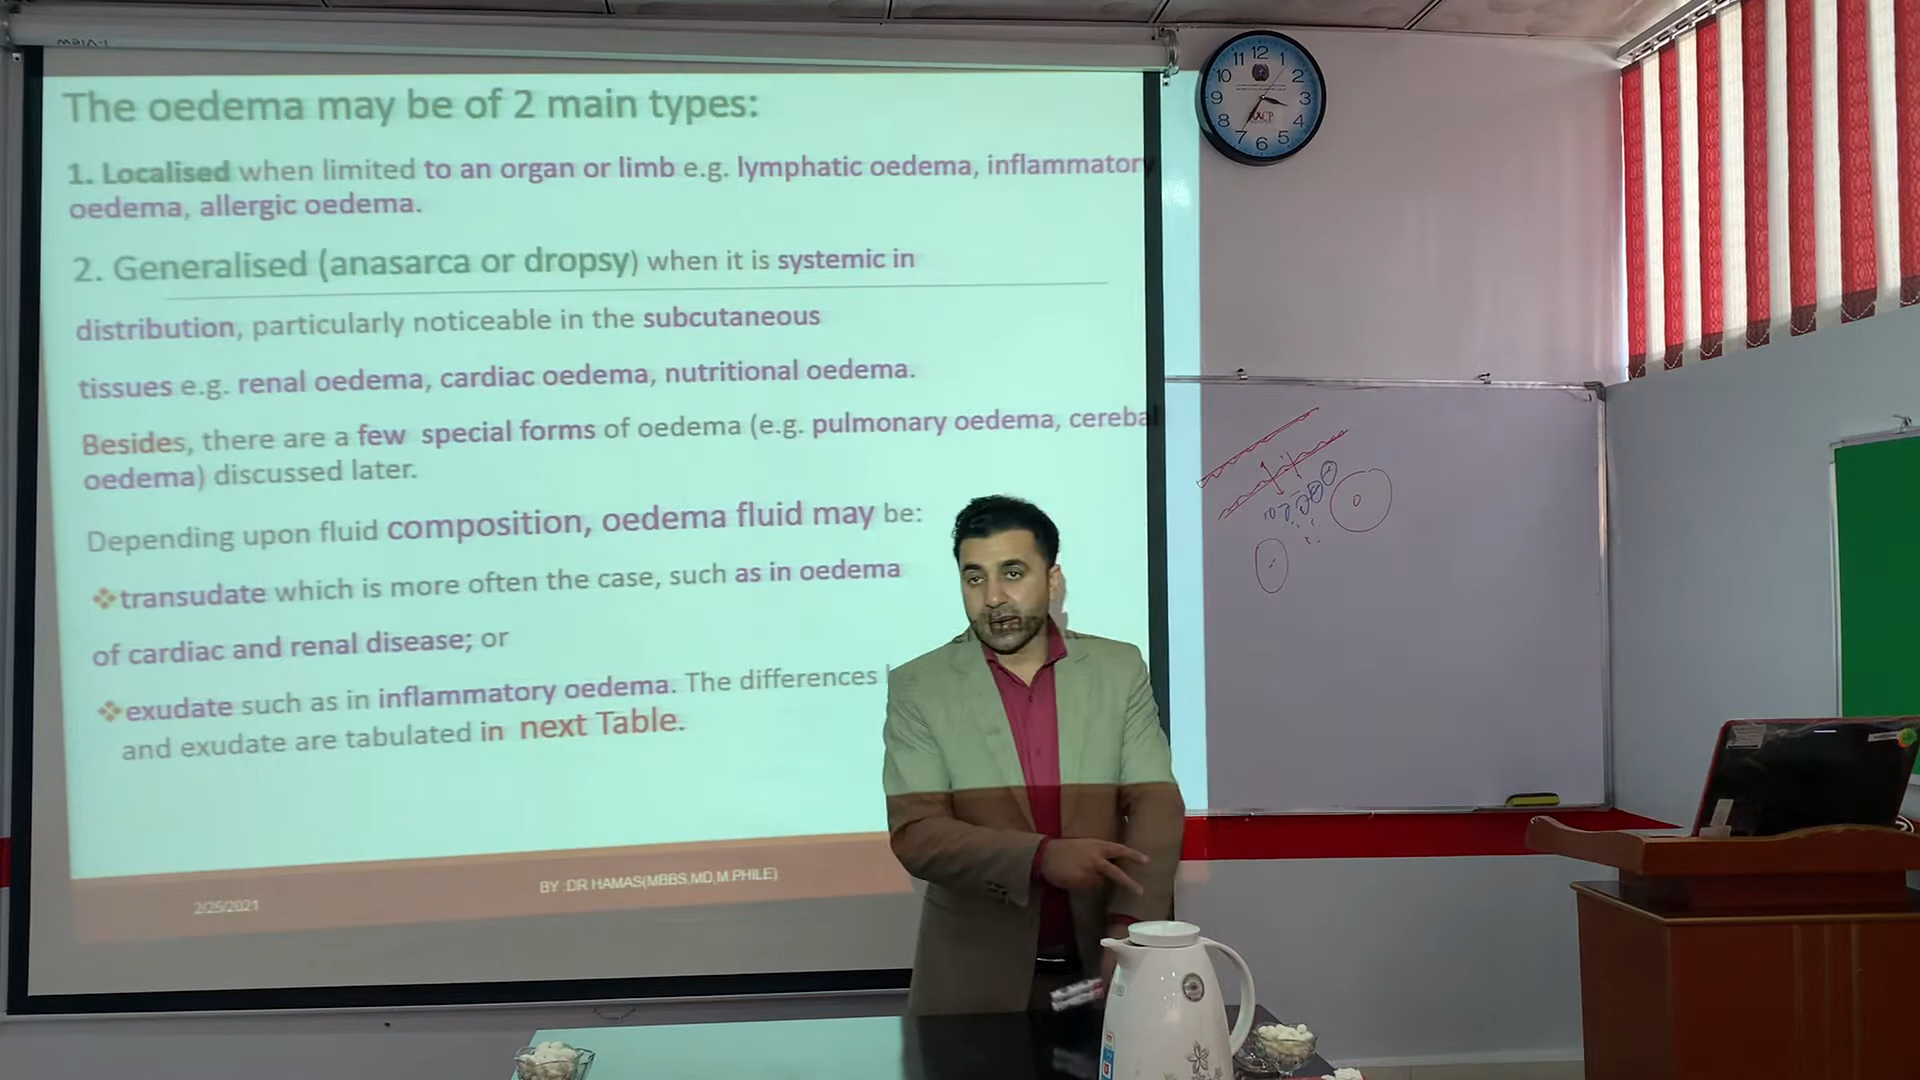 The oedema may be of 2 main types:
1. Localised when limited to an organ or limb e.g. lymphatic oedema, inflammatory
oedema, allergic oedema.
2. Generalised (anasarca or dropsy) when it is systemic in
distribution, particularly noticeable in the subcutaneous
tissues e.g. renal oedema, cardiac oedema, nutritional oedema.
Besides, there are a few special forms of oedema (e.g. pulmonary oedema, cerebal
oedema) discussed later.
Depending upon fluid composition, oedema fluid may be:
❖transudate which is more often the case, such as in oedema
of cardiac and renal disease; or
❖exudate such as in inflammatory oedema. The differences
and exudate are tabulated in next Table.
2/25/2021
BY :DR HAMAS(MBBS,MD,M.PHILE)
I-VIEW
12
1
2
3
4
5
6
7
8
9
10
11